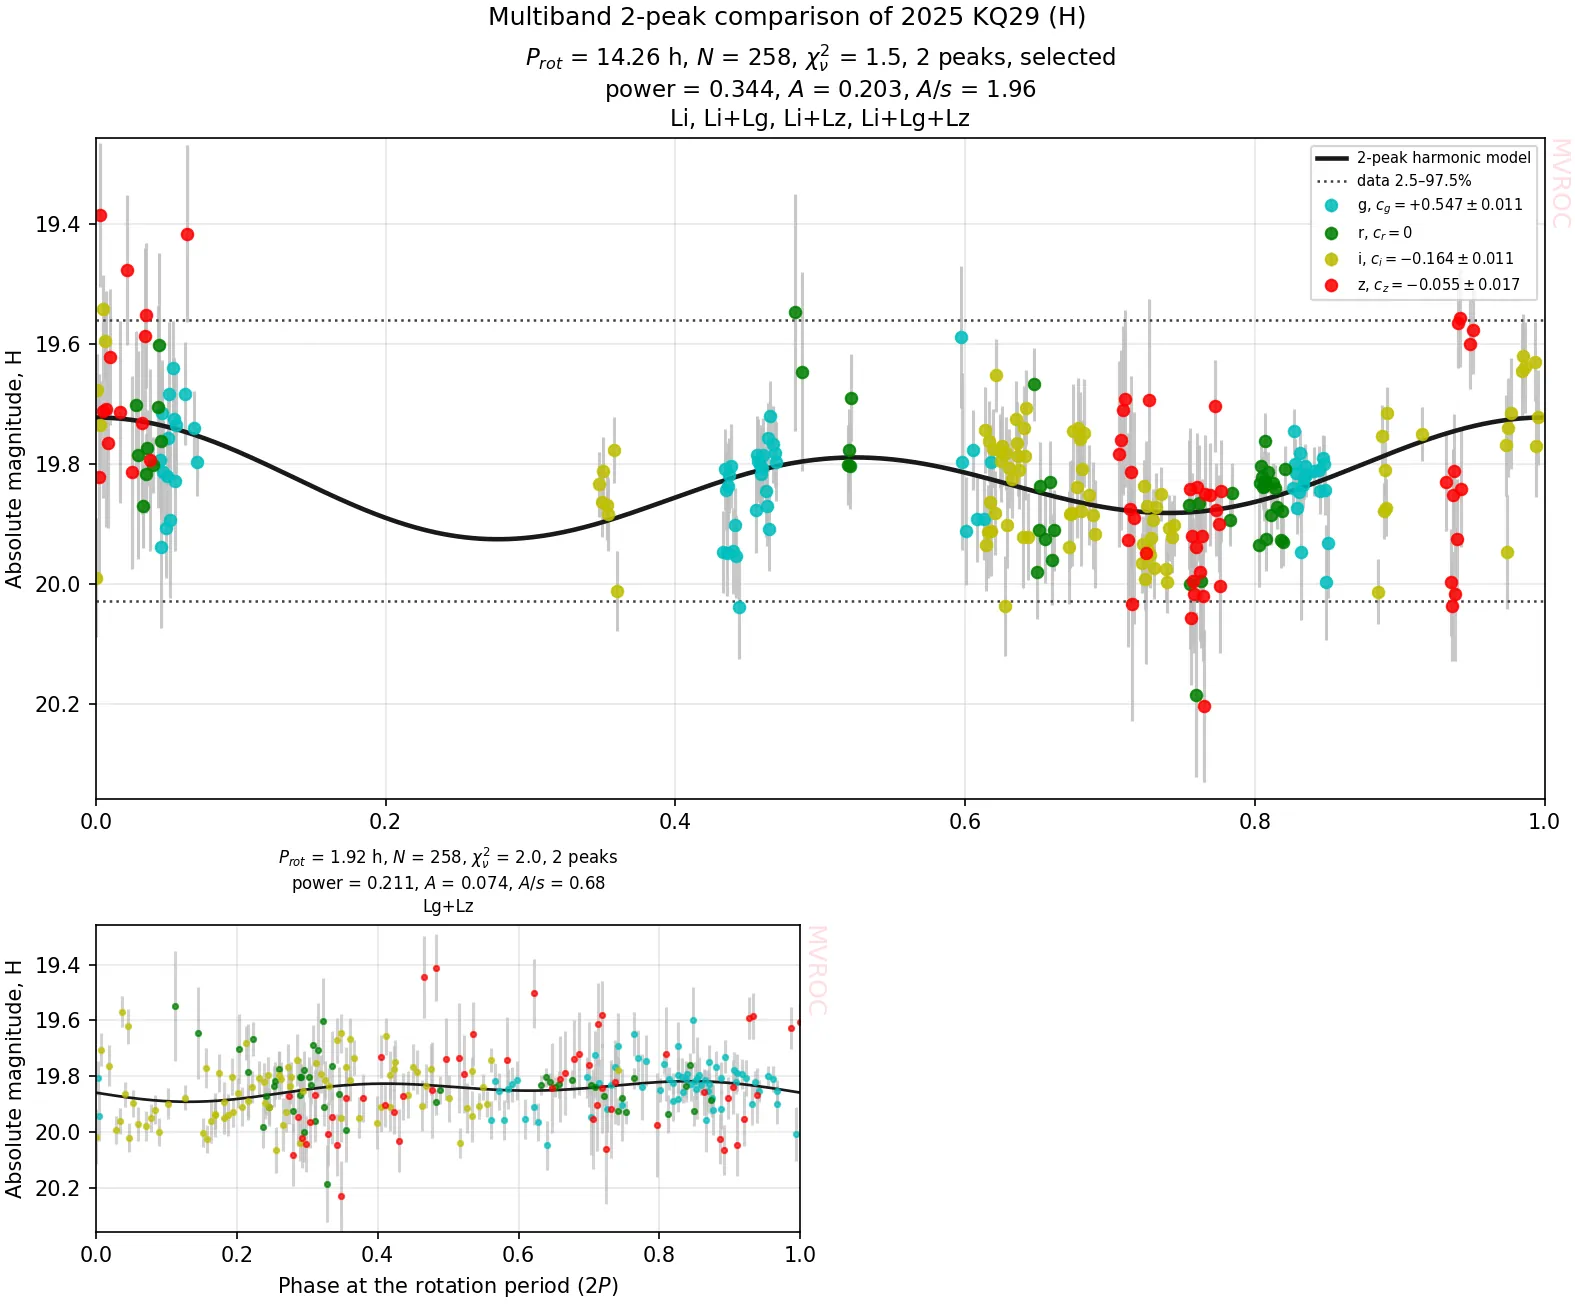 Multiband 2-peak comparison of 2025 KQ29 (H)
P_rot = 14.26 h, N = 258, χ²_ν = 1.5, 2 peaks, selected
power = 0.344, A = 0.203, A/s = 1.96
Li, Li+Lg, Li+Lz, Li+Lg+Lz
2-peak harmonic model
data 2.5–97.5%
g, c_g = +0.547 ± 0.011
r, c_r = 0
i, c_i = −0.164 ± 0.011
z, c_z = −0.055 ± 0.017
MVROC
Absolute magnitude, H
19.4
19.6
19.8
20.0
20.2
0.0 0.2 0.4 0.6 0.8 1.0
P_rot = 1.92 h, N = 258, χ²_ν = 2.0, 2 peaks
power = 0.211, A = 0.074, A/s = 0.68
Lg+Lz
MVROC
Absolute magnitude, H
19.4
19.6
19.8
20.0
20.2
0.0 0.2 0.4 0.6 0.8 1.0
Phase at the rotation period (2P)